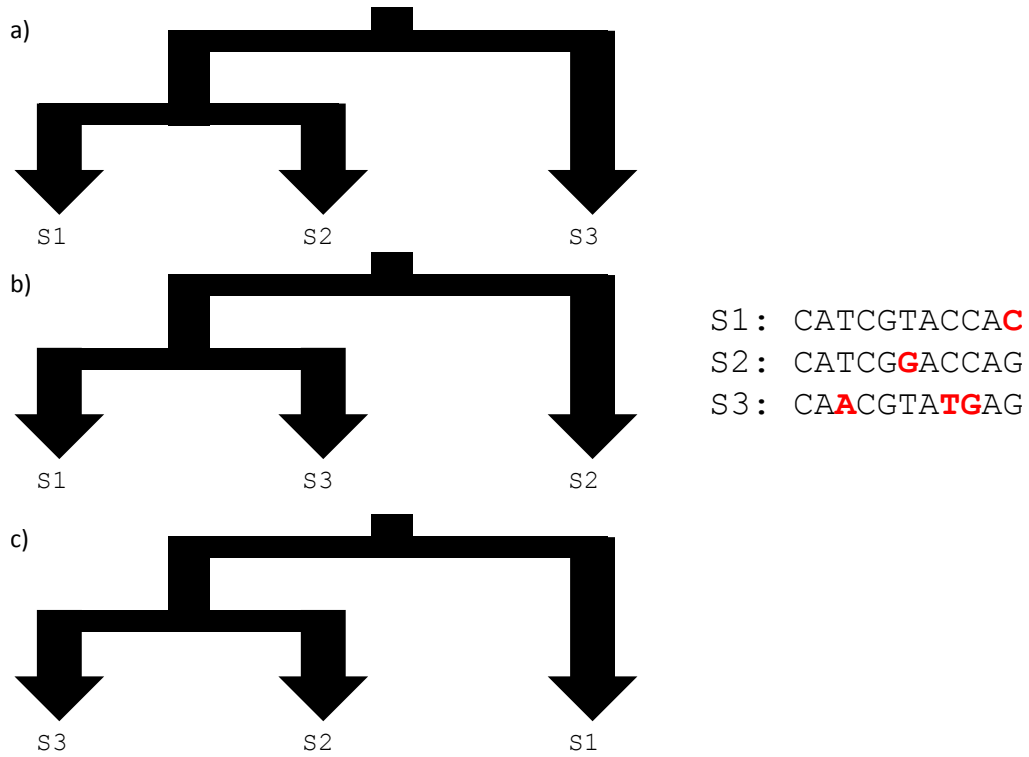 a)
S1 S2 S3
b)
S1 S3 S2
c)
S3 S2 S1
S1: CATCGTACCAC
S2: CATCGGACCAG
S3: CAACGTATGAG